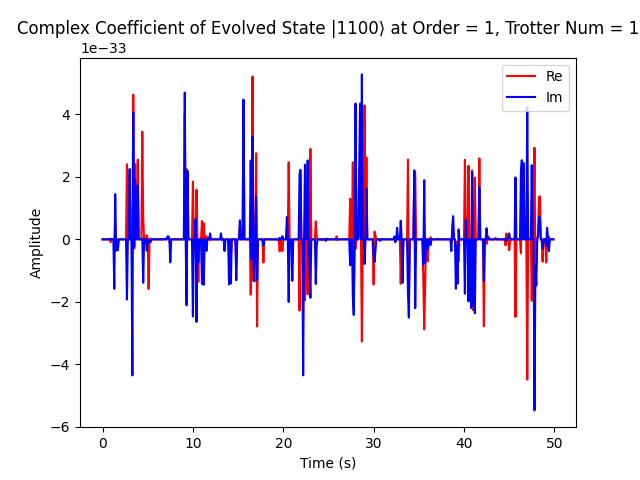 Complex Coefficient of Evolved State |1100⟩ at Order = 1, Trotter Num = 1
1e−33
Re
Im
4
2
0
−2
−4
−6
Amplitude
0 10 20 30 40 50
Time (s)